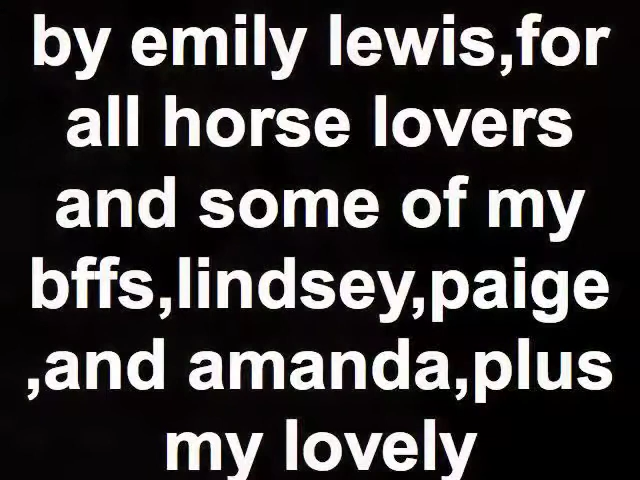 by emily lewis,for
all horse lovers
and some of my
bffs,lindsey,paige
,and amanda,plus
my lovely